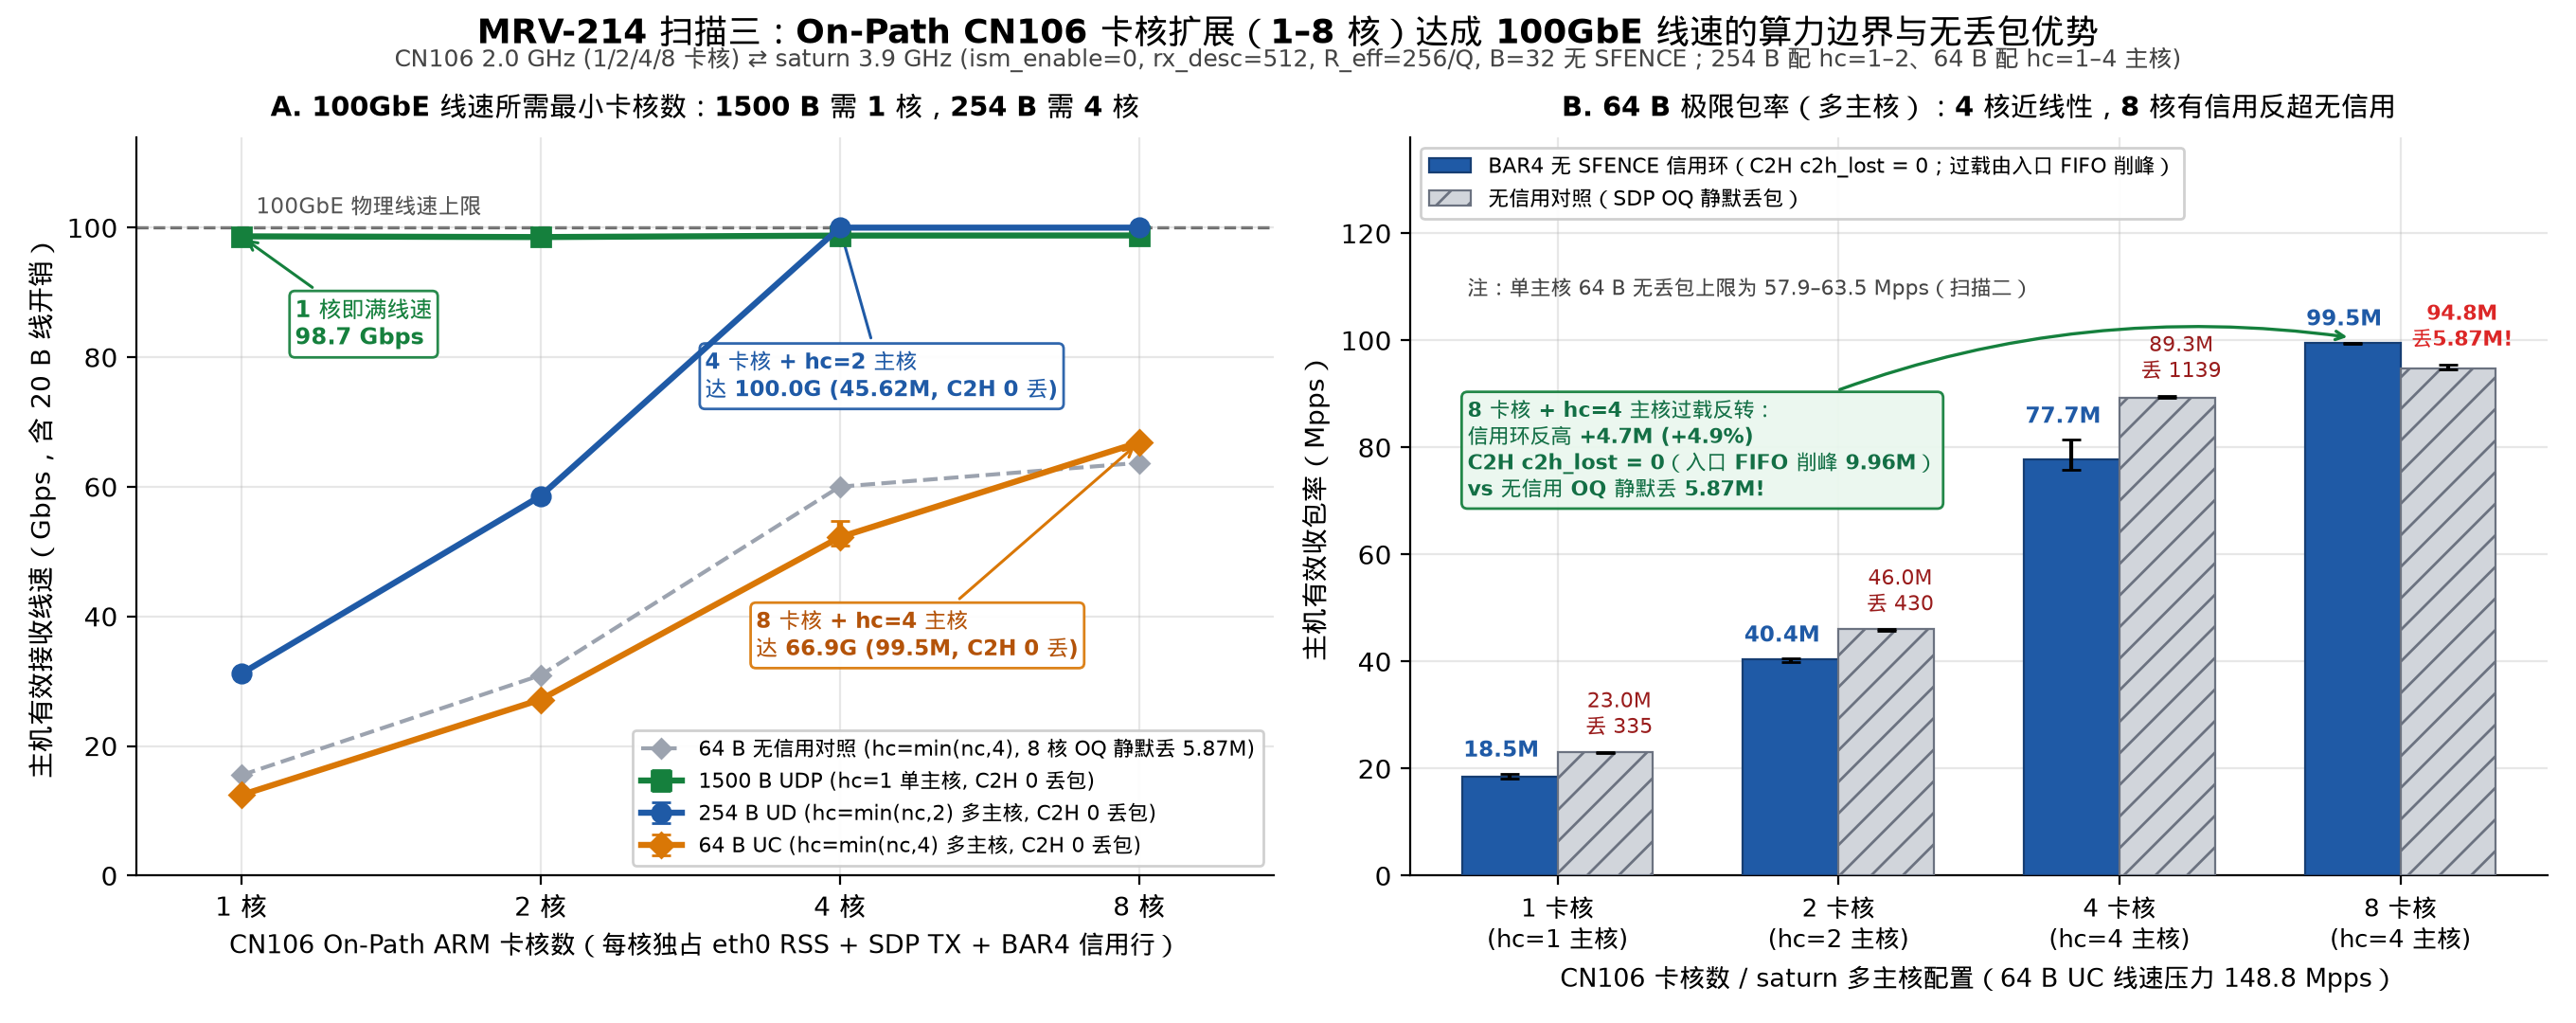 MRV-214 扫描三：On-Path CN106 卡核扩展（1–8 核）达成 100GbE 线速的算力边界与无丢包优势
CN106 2.0 GHz (1/2/4/8 卡核) ⇄ saturn 3.9 GHz (ism_enable=0, rx_desc=512, R_eff=256/Q, B=32 无 SFENCE；254 B 配 hc=1–2、64 B 配 hc=1–4 主核)
A. 100GbE 线速所需最小卡核数：1500 B 需 1 核，254 B 需 4 核
主机有效接收线速（Gbps，含 20 B 线开销）
100
80
60
40
20
0
100GbE 物理线速上限
1 核即满线速
98.7 Gbps
4 卡核 + hc=2 主核
达 100.0G (45.62M, C2H 0 丢)
8 卡核 + hc=4 主核
达 66.9G (99.5M, C2H 0 丢)
64 B 无信用对照 (hc=min(nc,4), 8 核 OQ 静默丢 5.87M)
1500 B UDP (hc=1 单主核, C2H 0 丢包)
254 B UD (hc=min(nc,2) 多主核, C2H 0 丢包)
64 B UC (hc=min(nc,4) 多主核, C2H 0 丢包)
1 核
2 核
4 核
8 核
CN106 On-Path ARM 卡核数（每核独占 eth0 RSS + SDP TX + BAR4 信用行）
B. 64 B 极限包率（多主核）：4 核近线性，8 核有信用反超无信用
主机有效收包率（Mpps）
120
100
80
60
40
20
0
BAR4 无 SFENCE 信用环（C2H c2h_lost = 0；过载由入口 FIFO 削峰）
无信用对照（SDP OQ 静默丢包）
注：单主核 64 B 无丢包上限为 57.9–63.5 Mpps（扫描二）
8 卡核 + hc=4 主核过载反转：
信用环反高 +4.7M (+4.9%)
C2H c2h_lost = 0（入口 FIFO 削峰 9.96M）
vs 无信用 OQ 静默丢 5.87M!
18.5M
23.0M
丢 335
40.4M
46.0M
丢 430
77.7M
89.3M
丢 1139
99.5M
94.8M
丢5.87M!
1 卡核
(hc=1 主核)
2 卡核
(hc=2 主核)
4 卡核
(hc=4 主核)
8 卡核
(hc=4 主核)
CN106 卡核数 / saturn 多主核配置（64 B UC 线速压力 148.8 Mpps）